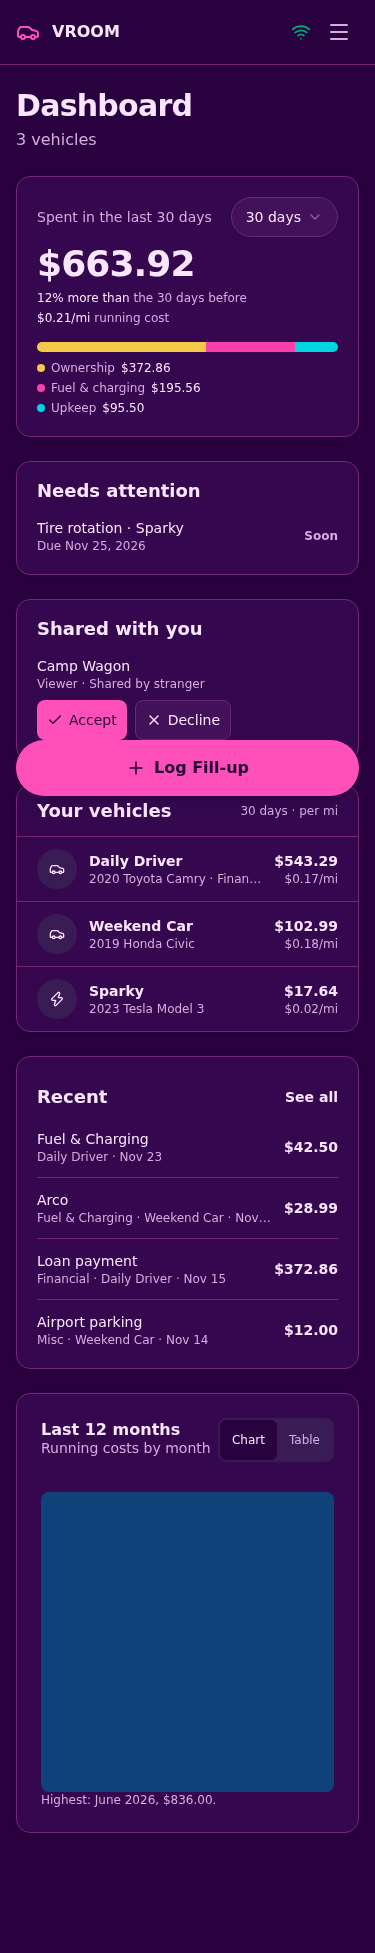 VROOM
Dashboard
3 vehicles
Spent in the last 30 days
30 days
$663.92
12% more than the 30 days before
$0.21/mi running cost
Ownership $372.86
Fuel & charging $195.56
Upkeep $95.50
Needs attention
Tire rotation · Sparky
Due Nov 25, 2026
Soon
Shared with you
Camp Wagon
Viewer · Shared by stranger
Accept
Decline
Log Fill-up
Your vehicles
30 days · per mi
Daily Driver
$543.29
2020 Toyota Camry · Finan…
$0.17/mi
Weekend Car
$102.99
2019 Honda Civic
$0.18/mi
Sparky
$17.64
2023 Tesla Model 3
$0.02/mi
Recent
See all
Fuel & Charging
Daily Driver · Nov 23
$42.50
Arco
Fuel & Charging · Weekend Car · Nov…
$28.99
Loan payment
Financial · Daily Driver · Nov 15
$372.86
Airport parking
Misc · Weekend Car · Nov 14
$12.00
Last 12 months
Running costs by month
Chart
Table
Highest: June 2026, $836.00.